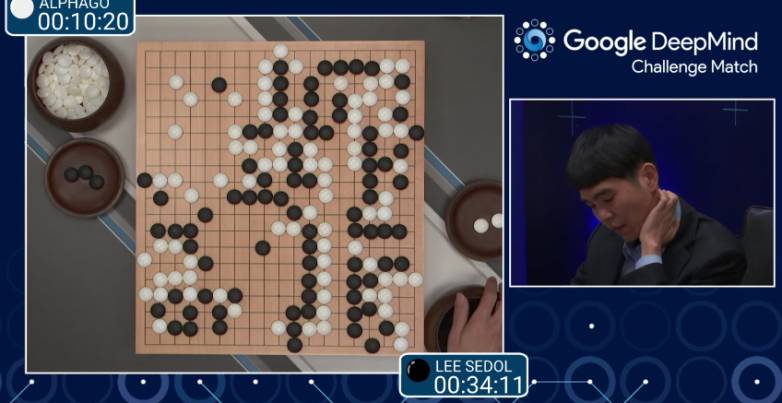 ALPHAGO
00:10:20
Google DeepMind
Challenge Match
LEE SEDOL
00:34:11